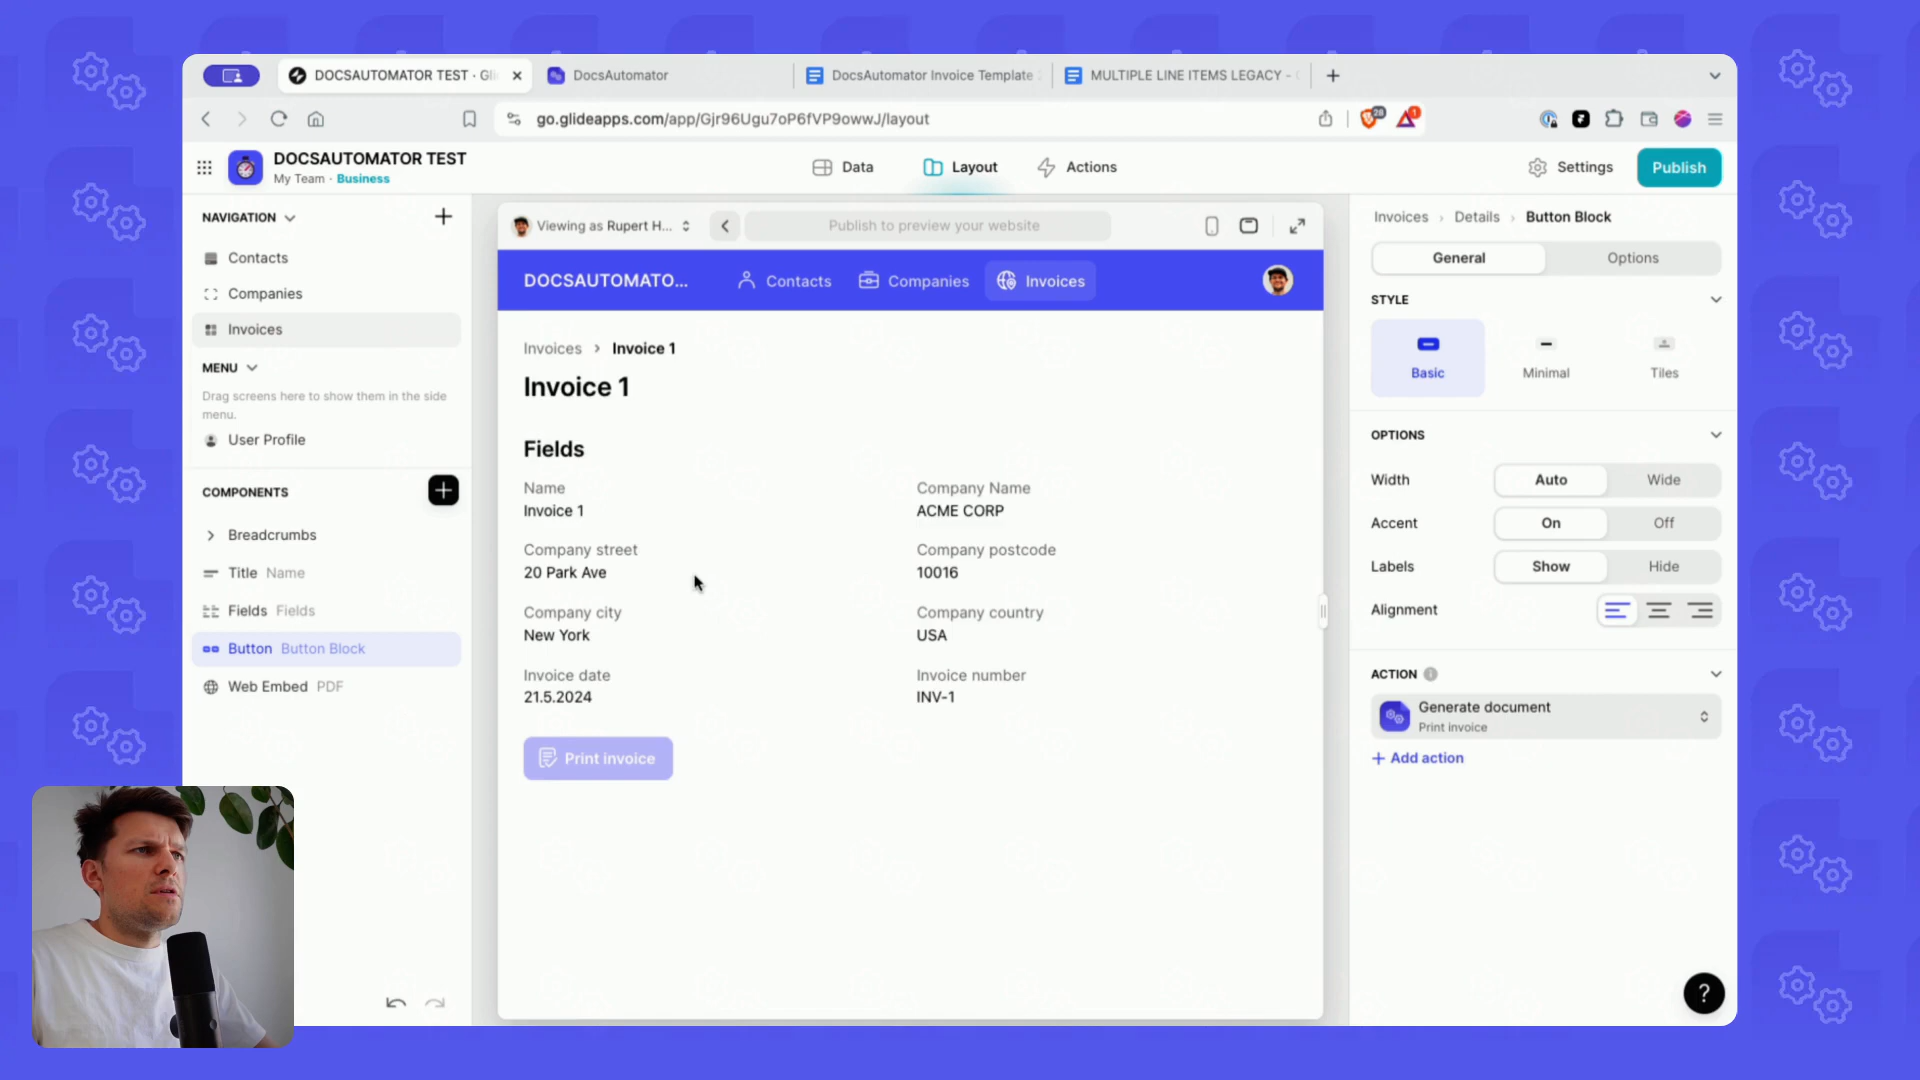 DOCSAUTOMATOR TEST · Gli
DocsAutomator
DocsAutomator Invoice Template
MULTIPLE LINE ITEMS LEGACY -
go.glideapps.com/app/Gjr96Ugu7oP6fVP9owwJ/layout
28
1
DOCSAUTOMATOR TEST
My Team · Business
Data
Layout
Actions
Settings
Publish
NAVIGATION
Contacts
Companies
Invoices
MENU
Drag screens here to show them in the side
menu.
User Profile
COMPONENTS
Breadcrumbs
Title Name
Fields Fields
Button Button Block
Web Embed PDF
Viewing as Rupert H...
Publish to preview your website
DOCSAUTOMATO...
Contacts
Companies
Invoices
Invoices › Invoice 1
Invoice 1
Fields
Name
Invoice 1
Company Name
ACME CORP
Company street
20 Park Ave
Company postcode
10016
Company city
New York
Company country
USA
Invoice date
21.5.2024
Invoice number
INV-1
Print invoice
Invoices › Details › Button Block
General
Options
STYLE
Basic
Minimal
Tiles
OPTIONS
Width
Auto
Wide
Accent
On
Off
Labels
Show
Hide
Alignment
ACTION
Generate document
Print invoice
+ Add action
?